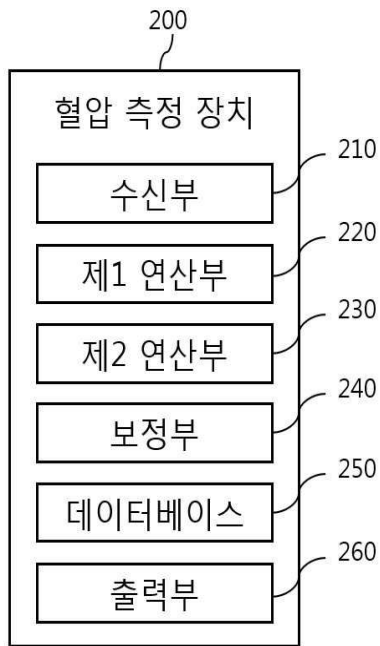 200
혈압 측정 장치
수신부 210
제1 연산부 220
제2 연산부 230
보정부 240
데이터베이스 250
출력부 260